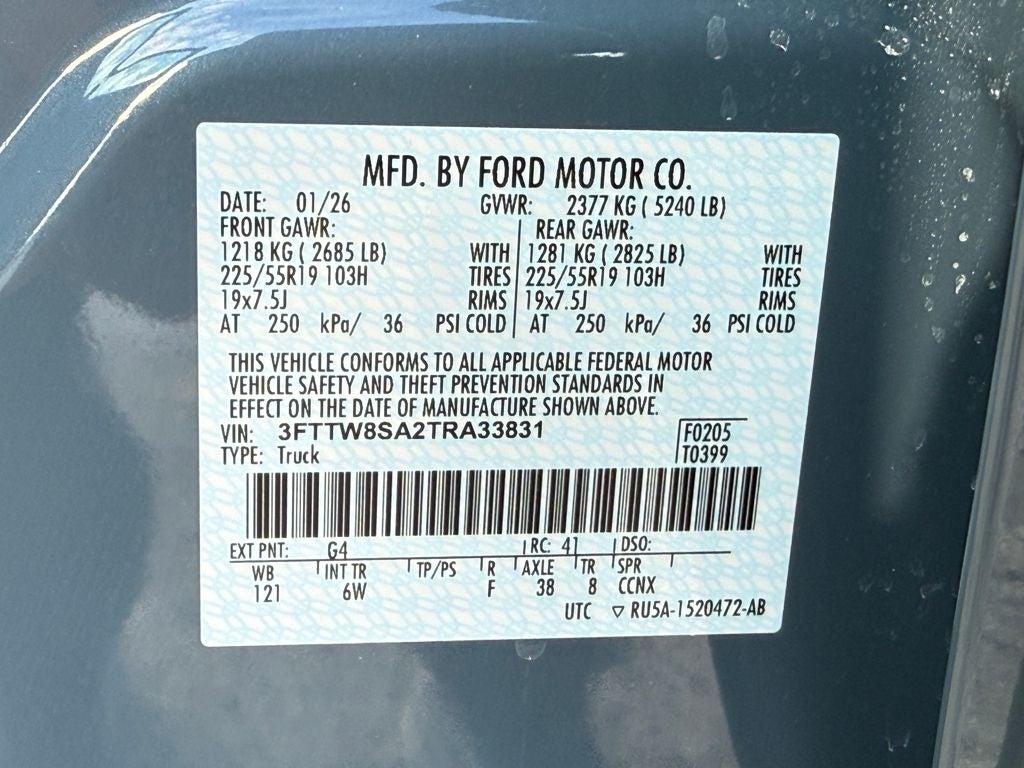 MFD. BY FORD MOTOR CO.
DATE: 01/26 GVWR: 2377 KG ( 5240 LB)
FRONT GAWR: REAR GAWR:
1218 KG ( 2685 LB) WITH 1281 KG ( 2825 LB) WITH
225/55R19 103H TIRES 225/55R19 103H TIRES
19x7.5J RIMS 19x7.5J RIMS
AT 250 kPa/ 36 PSI COLD AT 250 kPa/ 36 PSI COLD
THIS VEHICLE CONFORMS TO ALL APPLICABLE FEDERAL MOTOR
VEHICLE SAFETY AND THEFT PREVENTION STANDARDS IN
EFFECT ON THE DATE OF MANUFACTURE SHOWN ABOVE.
VIN: 3FTTW8SA2TRA33831 F0205
TYPE: Truck T0399
EXT PNT: G4 RC: 41 DSO:
WB INT TR TP/PS R AXLE TR SPR
121 6W F 38 8 CCNX
UTC ▽ RU5A-1520472-AB